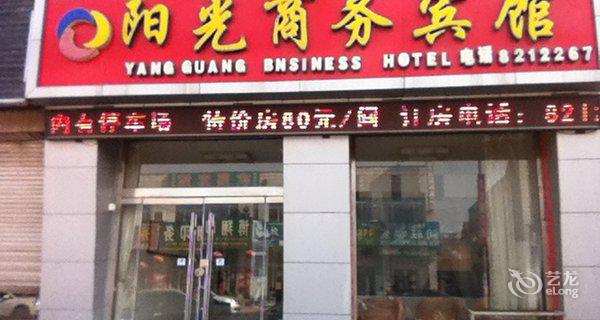 阳光商务宾馆
YANG GUANG BNSINESS HOTEL 电话8212267
内有停车场 特价房80元/间 订房电话：821
艺龙
eLong